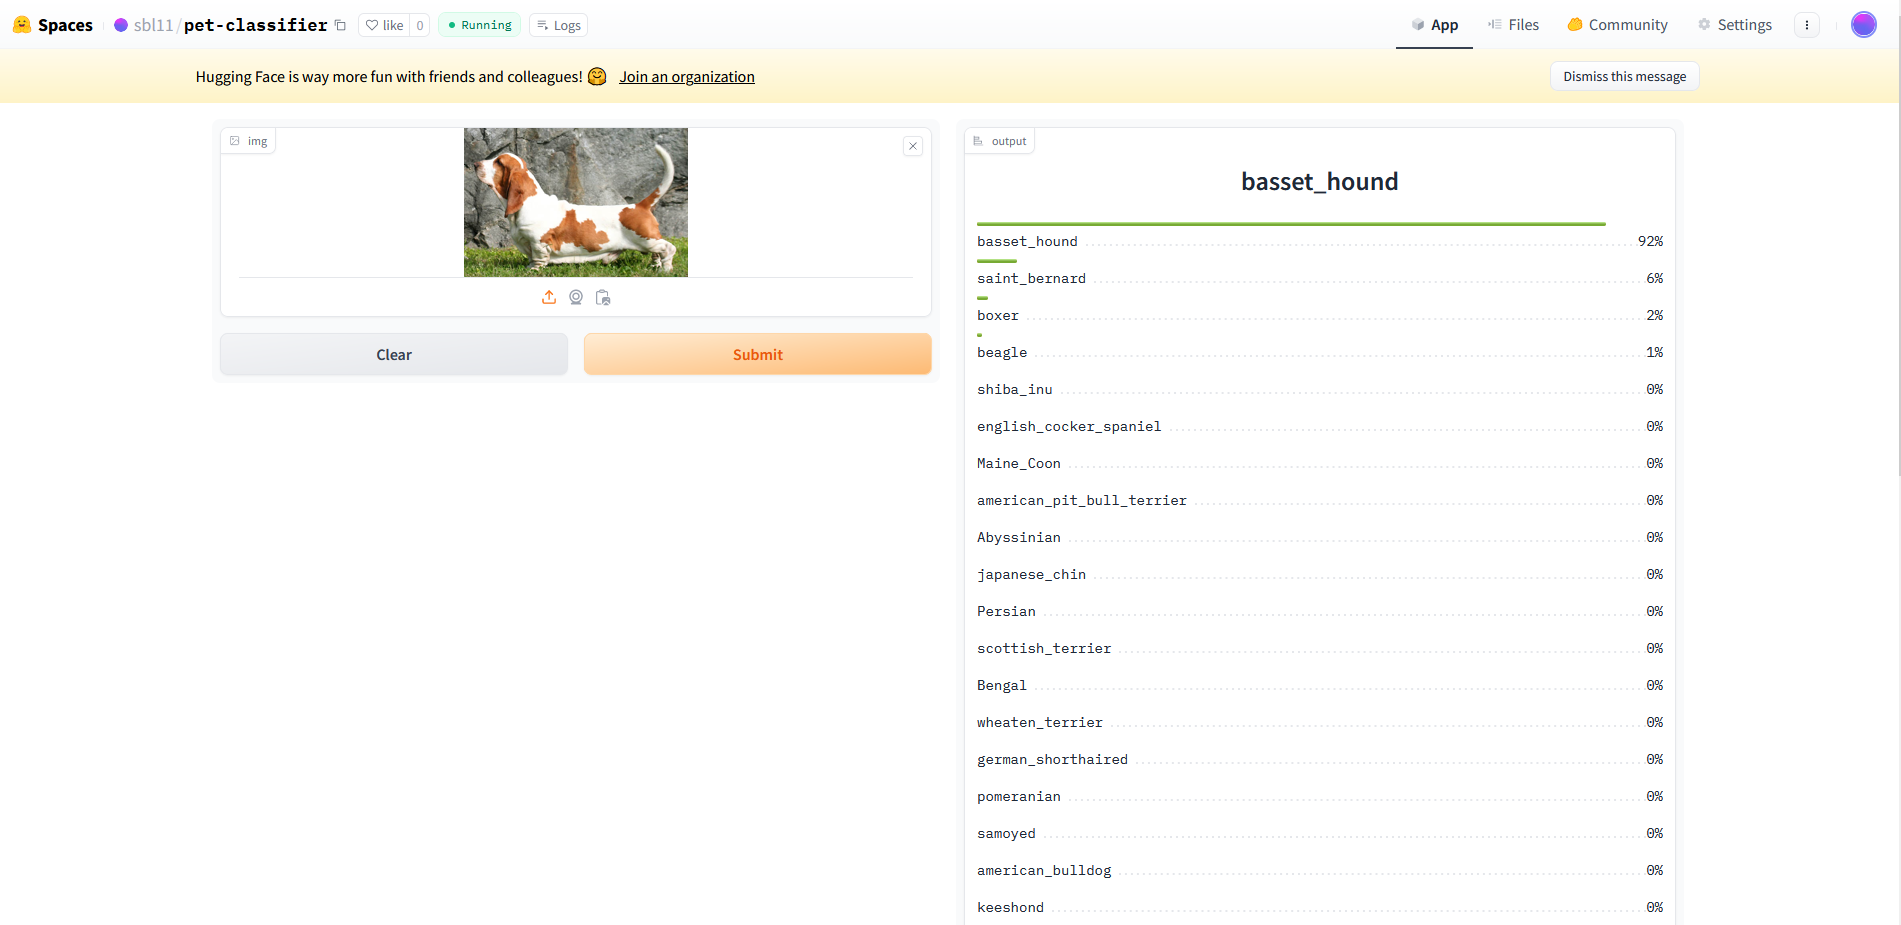 Spaces sbl11/pet-classifier like 0 Running Logs App Files Community Settings
Hugging Face is way more fun with friends and colleagues! 🤗 Join an organization Dismiss this message
img
Clear Submit
output
basset_hound
basset_hound 92%
saint_bernard 6%
boxer 2%
beagle 1%
shiba_inu 0%
english_cocker_spaniel 0%
Maine_Coon 0%
american_pit_bull_terrier 0%
Abyssinian 0%
japanese_chin 0%
Persian 0%
scottish_terrier 0%
Bengal 0%
wheaten_terrier 0%
german_shorthaired 0%
pomeranian 0%
samoyed 0%
american_bulldog 0%
keeshond 0%